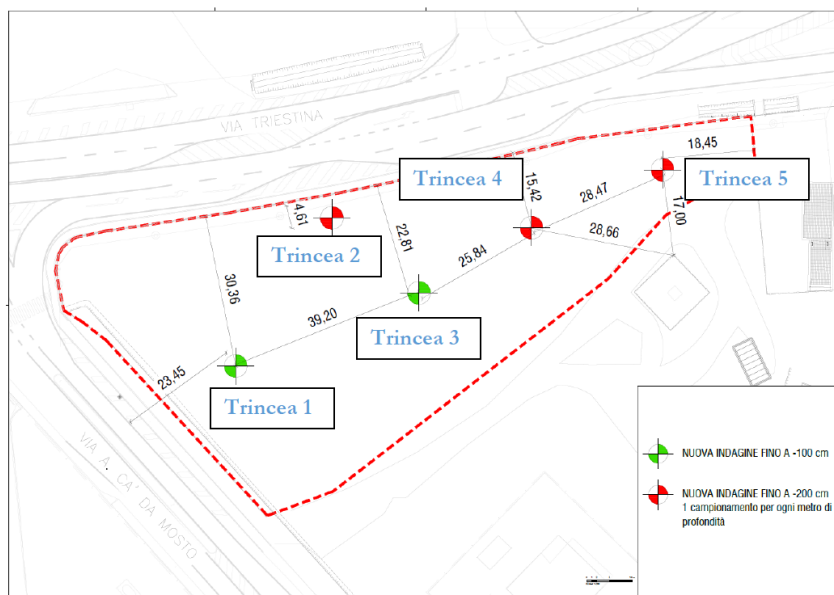 VIA TRIESTINA
18,45
Trincea 4
15,42
28,47
Trincea 5
17,00
4,61
Trincea 2
22,81
28,66
25,84
30,36
39,20
Trincea 3
23,45
Trincea 1
VIA A. CA' DA MOSTO
NUOVA INDAGINE FINO A -100 cm
NUOVA INDAGINE FINO A -200 cm
1 campionamento per ogni metro di
profondità